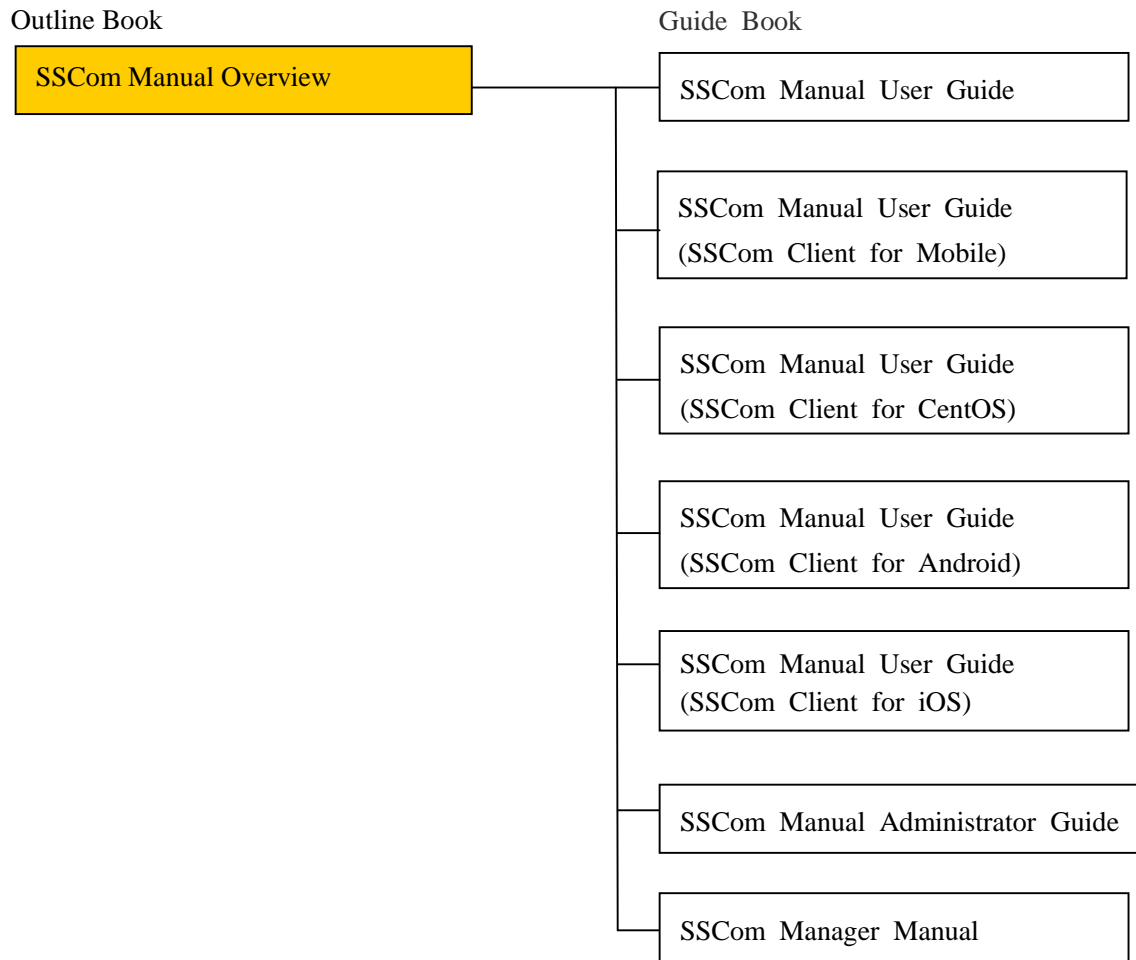 Outline Book
Guide Book
SSCom Manual Overview
SSCom Manual User Guide
SSCom Manual User Guide
(SSCom Client for Mobile)
SSCom Manual User Guide
(SSCom Client for CentOS)
SSCom Manual User Guide
(SSCom Client for Android)
SSCom Manual User Guide
(SSCom Client for iOS)
SSCom Manual Administrator Guide
SSCom Manager Manual